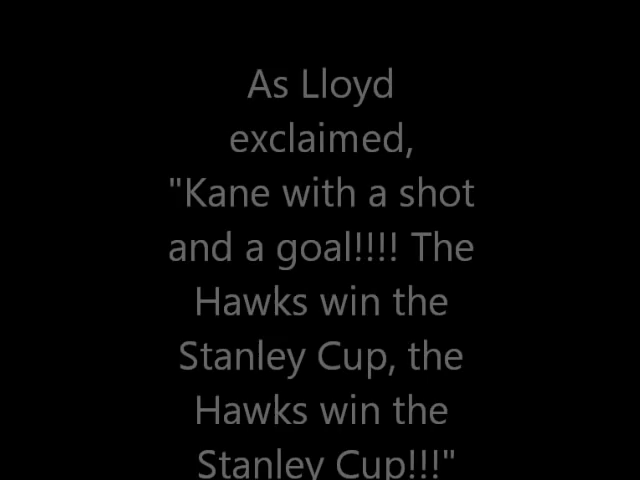 As Lloyd
exclaimed,
"Kane with a shot
and a goal!!!! The
Hawks win the
Stanley Cup, the
Hawks win the
Stanley Cup!!!"